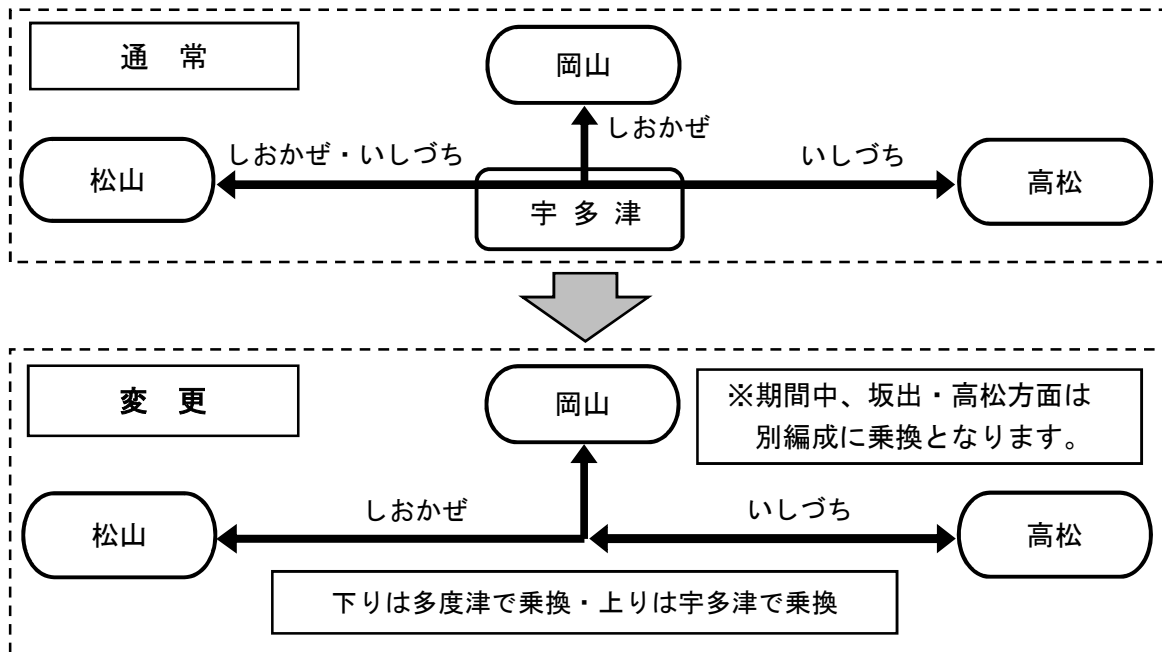 通　常
岡山
しおかぜ
しおかぜ・いしづち
いしづち
松山
高松
宇 多 津
変　更
岡山
※期間中、坂出・高松方面は
別編成に乗換となります。
しおかぜ
いしづち
松山
高松
下りは多度津で乗換・上りは宇多津で乗換